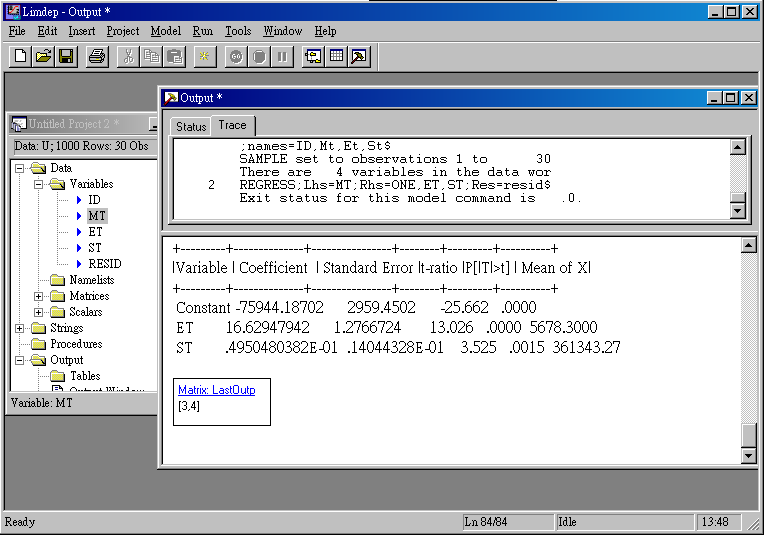 Limdep - Output *
File Edit Insert Project Model Run Tools Window Help
GO
Untitled Project 2 *
Data: U; 1000 Rows: 30 Obs
Data
Variables
ID
MT
ET
ST
RESID
Namelists
Matrices
Scalars
Strings
Procedures
Output
Tables
Output Window
Variable: MT
Output *
Status Trace
;names=ID,Mt,Et,St$
SAMPLE set to observations 1 to 30
There are 4 variables in the data wor
2 REGRESS;Lhs=MT;Rhs=ONE,ET,ST;Res=resid$
Exit status for this model command is .0.
+---------+--------------+----------------+--------+---------+----------+
|Variable | Coefficient | Standard Error |t-ratio |P[|T|>t] | Mean of X|
+---------+--------------+----------------+--------+---------+----------+
Constant -75944.18702 2959.4502 -25.662 .0000
ET 16.62947942 1.2766724 13.026 .0000 5678.3000
ST .4950480382E-01 .14044328E-01 3.525 .0015 361343.27
Matrix: LastOutp
[3,4]
Ready Ln 84/84 Idle 13:48